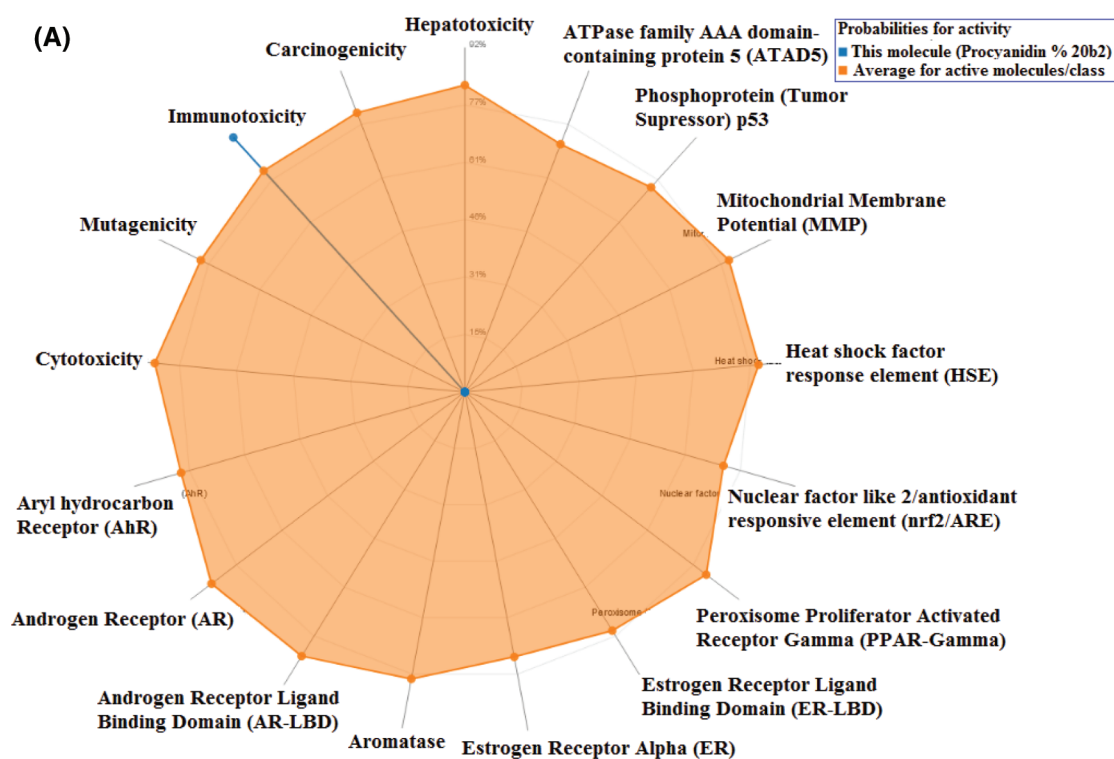 (A)
Hepatotoxicity
92%
77%
61%
46%
31%
15%
ATPase family AAA domain-
containing protein 5 (ATAD5)
Probabilities for activity
This molecule (Procyanidin % 20b2)
Average for active molecules/class
Phosphoprotein (Tumor
Supressor) p53
Mitochondrial Membrane
Potential (MMP)
Mitoc
Heat shock factor
response element (HSE)
Heat shoc
Nuclear factor like 2/antioxidant
responsive element (nrf2/ARE)
Nuclear factor
Peroxisome Proliferator Activated
Receptor Gamma (PPAR-Gamma)
Peroxisome
Estrogen Receptor Ligand
Binding Domain (ER-LBD)
Estrogen Receptor Alpha (ER)
Aromatase
Androgen Receptor Ligand
Binding Domain (AR-LBD)
Androgen Receptor (AR)
Aryl hydrocarbon
Receptor (AhR)
(AhR)
Cytotoxicity
Mutagenicity
Immunotoxicity
Carcinogenicity